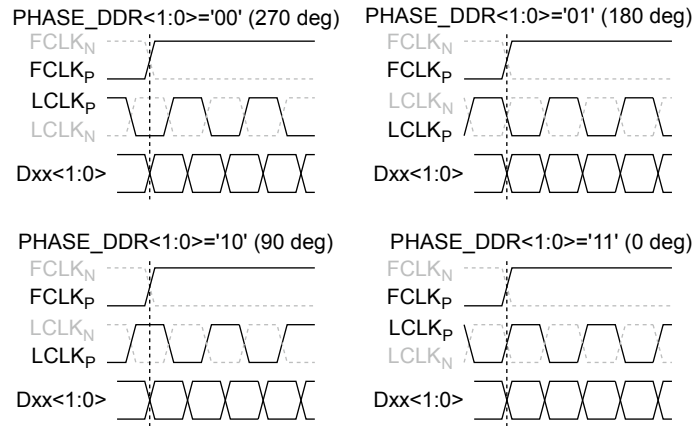 PHASE_DDR<1:0>='00' (270 deg)
FCLKN
FCLKP
LCLKP
LCLKN
Dxx<1:0>
PHASE_DDR<1:0>='01' (180 deg)
FCLKN
FCLKP
LCLKN
LCLKP
Dxx<1:0>
PHASE_DDR<1:0>='10' (90 deg)
FCLKN
FCLKP
LCLKN
LCLKP
Dxx<1:0>
PHASE_DDR<1:0>='11' (0 deg)
FCLKN
FCLKP
LCLKP
LCLKN
Dxx<1:0>